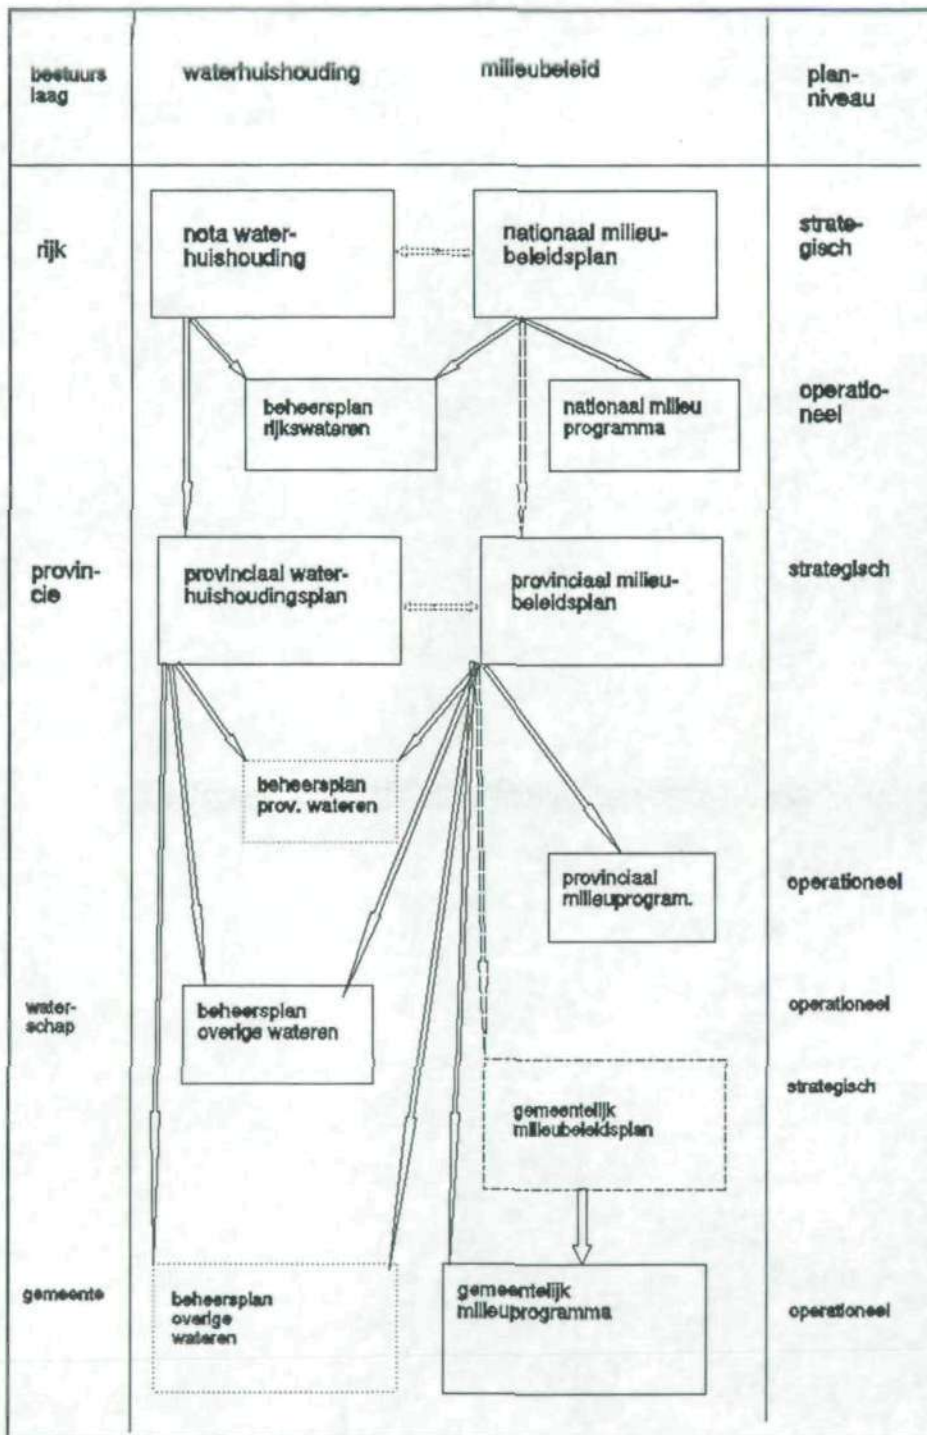 bestuurs
laag
waterhuishouding
milieubeleid
plan-
niveau
rijk
nota water-
huishouding
nationaal milieu-
beleidsplan
strate-
gisch
beheersplan
rijkswateren
nationaal milieu
programma
operatio-
neel
provin-
cie
provinciaal water-
huishoudingsplan
provinciaal milieu-
beleidsplan
strategisch
beheersplan
prov. wateren
provinciaal
milieuprogram.
operationeel
water-
schap
beheersplan
overige wateren
operationeel
strategisch
gemeentelijk
milieubeleidsplan
gemeente
beheersplan
overige
wateren
gemeentelijk
milieuprogramma
operationeel